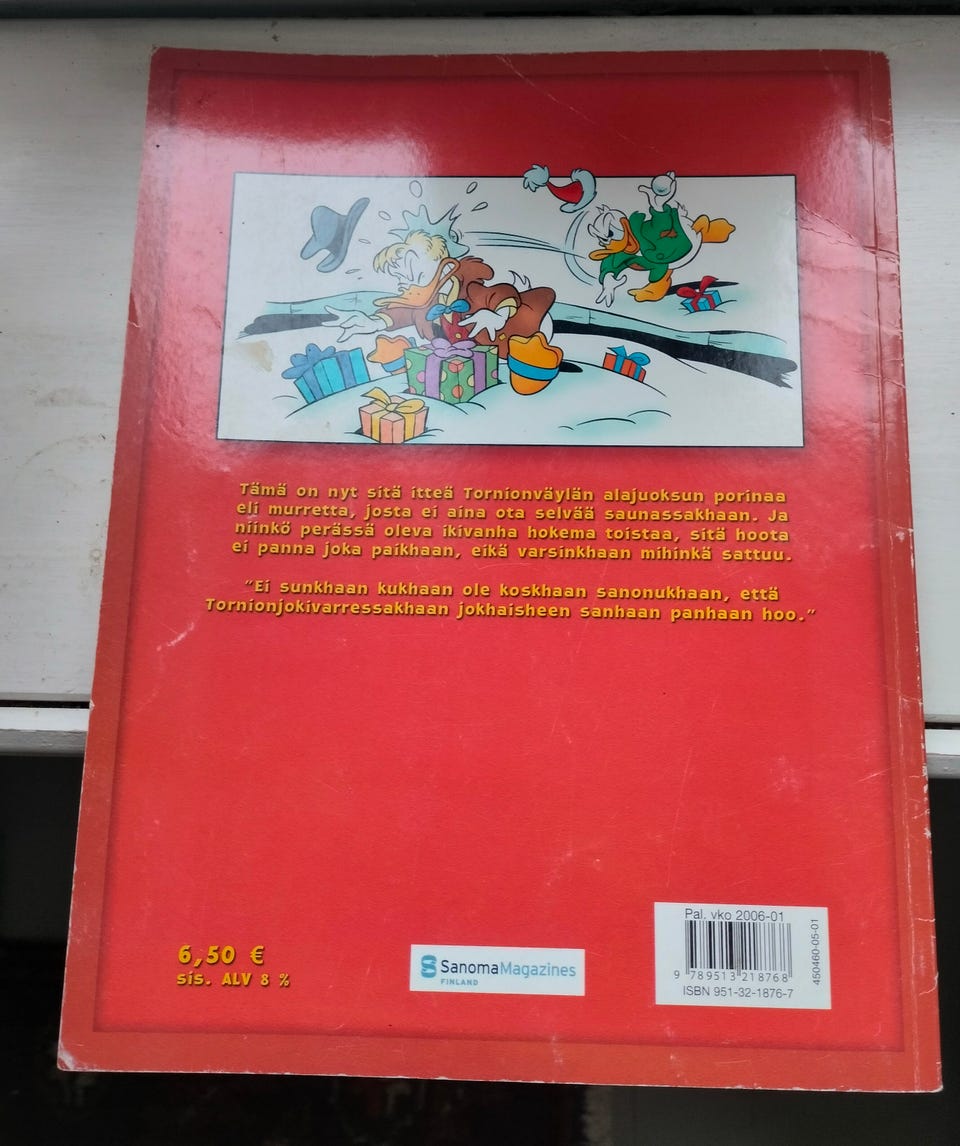 Tämä on nyt sitä itteä Tornionväylän alajuoksun porinaa
eli murretta, josta ei aina ota selvää saunassakhaan. Ja
niinkö perässä oleva ikivanha hokema toistaa, sitä hoota
ei panna joka paikhaan, eikä varsinkhaan mihinkä sattuu.
"Ei sunkhaan kukhaan ole koskhaan sanonukhaan, että
Tornionjokivarressakhaan jokhaisheen sanhaan panhaan hoo."
6,50 €
sis. ALV 8 %
SanomaMagazines
FINLAND
Pal. vko 2006-01
9 789513 218768
ISBN 951-32-1876-7
450460-05-01